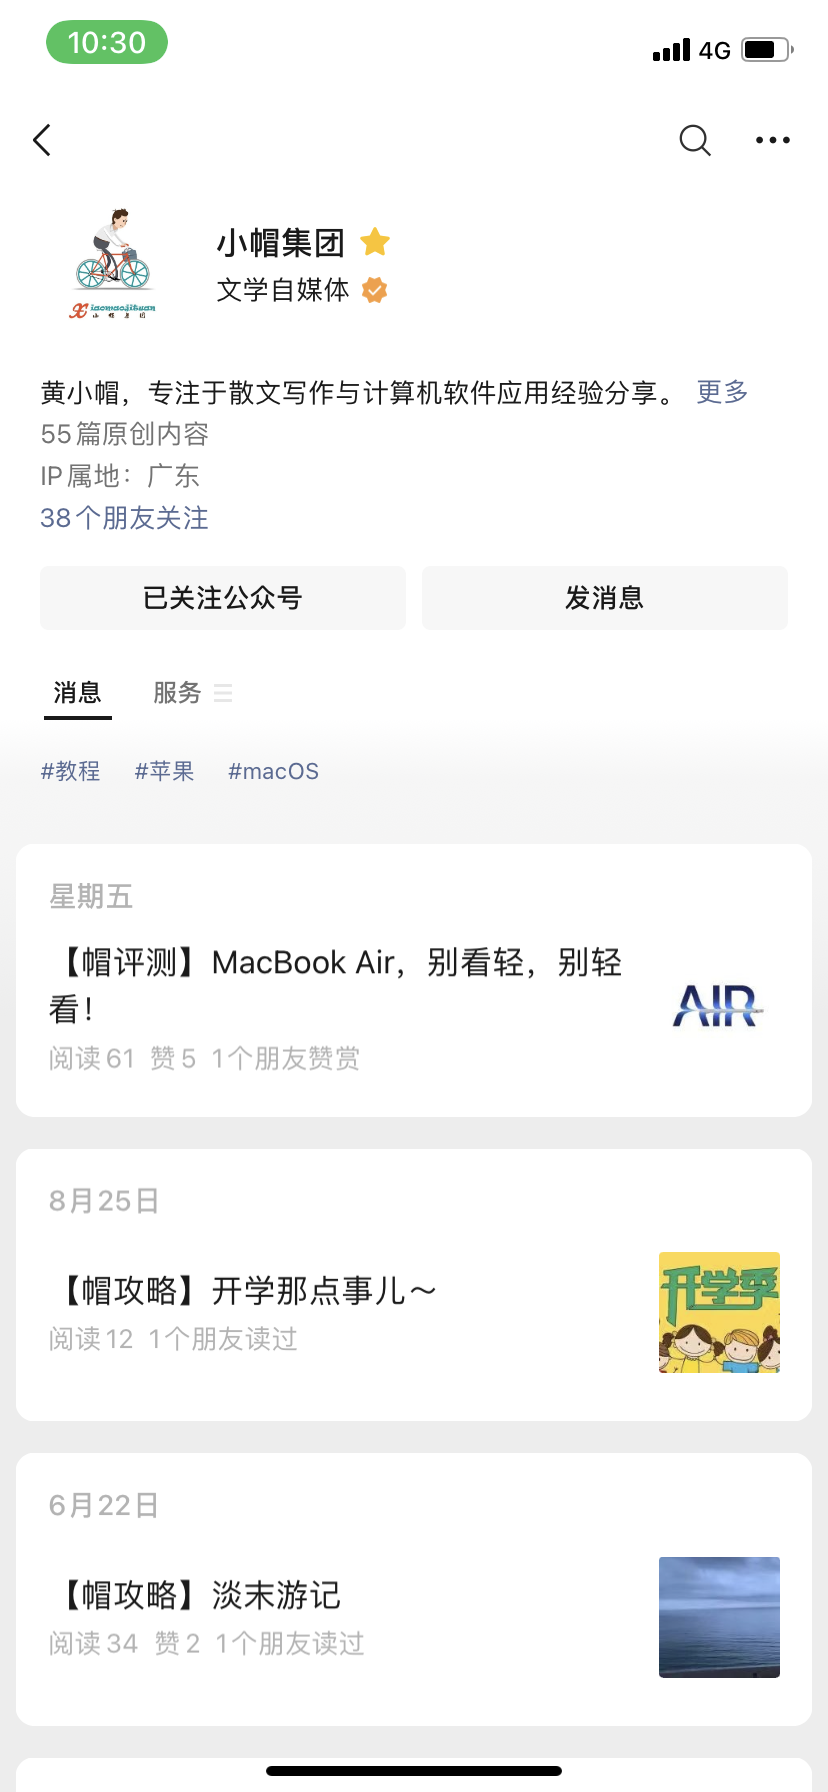 10:30
4G
小帽集团
文学自媒体
Xiaomaojituan
小帽集团
黄小帽，专注于散文写作与计算机软件应用经验分享。 更多
55篇原创内容
IP属地：广东
38个朋友关注
已关注公众号 发消息
消息 服务
#教程 #苹果 #macOS
星期五
【帽评测】MacBook Air，别看轻，别轻
看！
AIR
阅读61 赞5 1个朋友赞赏
8月25日
开学季
【帽攻略】开学那点事儿～
阅读12 1个朋友读过
6月22日
【帽攻略】淡末游记
阅读34 赞2 1个朋友读过